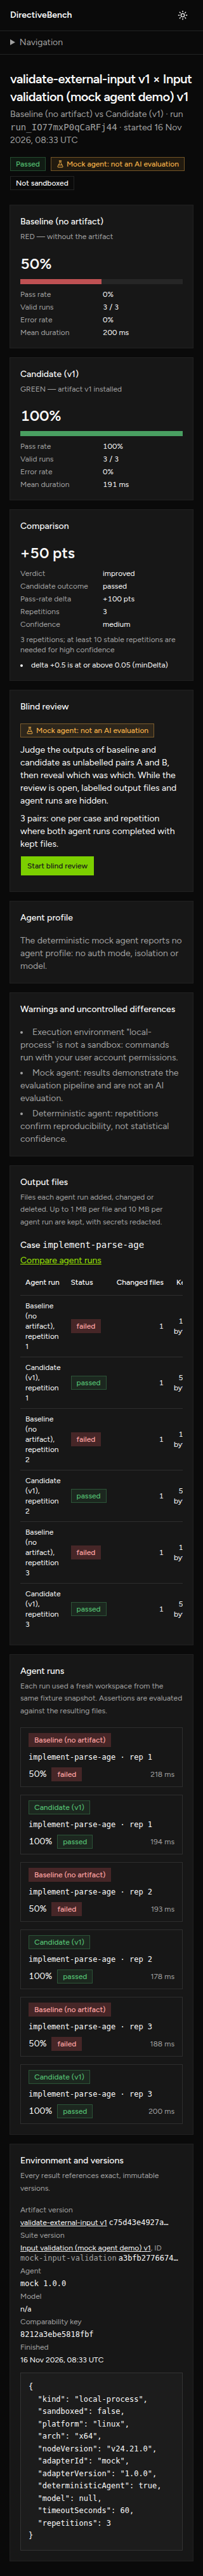 DirectiveBench
Navigation
validate-external-input v1 × Input
validation (mock agent demo) v1
Baseline (no artifact) vs Candidate (v1) · run
run_IO77mxP0qCaRFj44 · started 16 Nov
2026, 08:33 UTC
Passed
Mock agent: not an AI evaluation
Not sandboxed
Baseline (no artifact)
RED — without the artifact
50%
Pass rate 0%
Valid runs 3 / 3
Error rate 0%
Mean duration 200 ms
Candidate (v1)
GREEN — artifact v1 installed
100%
Pass rate 100%
Valid runs 3 / 3
Error rate 0%
Mean duration 191 ms
Comparison
+50 pts
Verdict improved
Candidate outcome passed
Pass-rate delta +100 pts
Repetitions 3
Confidence medium
3 repetitions; at least 10 stable repetitions are
needed for high confidence
• delta +0.5 is at or above 0.05 (minDelta)
Blind review
Mock agent: not an AI evaluation
Judge the outputs of baseline and
candidate as unlabelled pairs A and B,
then reveal which was which. While the
review is open, labelled output files and
agent runs are hidden.
3 pairs: one per case and repetition
where both agent runs completed with
kept files.
Start blind review
Agent profile
The deterministic mock agent reports no
agent profile: no auth mode, isolation or
model.
Warnings and uncontrolled differences
• Execution environment "local-
process" is not a sandbox: commands
run with your user account permissions.
• Mock agent: results demonstrate the
evaluation pipeline and are not an AI
evaluation.
• Deterministic agent: repetitions
confirm reproducibility, not statistical
confidence.
Output files
Files each agent run added, changed or
deleted. Up to 1 MB per file and 10 MB per
agent run are kept, with secrets redacted.
Case implement-parse-age
Compare agent runs
Agent run Status Changed files
Baseline
(no
artifact),
repetition
1
failed 1 1
by
Candidate
(v1),
repetition
1
passed 1 5
by
Baseline
(no
artifact),
repetition
2
failed 1 1
by
Candidate
(v1),
repetition
2
passed 1 5
by
Baseline
(no
artifact),
repetition
3
failed 1 1
by
Candidate
(v1),
repetition
3
passed 1 5
by
Agent runs
Each run used a fresh workspace from the
same fixture snapshot. Assertions are evaluated
against the resulting files.
Baseline (no artifact)
implement-parse-age · rep 1
50% failed 218 ms
Candidate (v1)
implement-parse-age · rep 1
100% passed 194 ms
Baseline (no artifact)
implement-parse-age · rep 2
50% failed 193 ms
Candidate (v1)
implement-parse-age · rep 2
100% passed 178 ms
Baseline (no artifact)
implement-parse-age · rep 3
50% failed 188 ms
Candidate (v1)
implement-parse-age · rep 3
100% passed 200 ms
Environment and versions
Every result references exact, immutable
versions.
Artifact version
validate-external-input v1 c75d43e4927a…
Suite version
Input validation (mock agent demo) v1, ID
mock-input-validation a3bfb2776674…
Agent
mock 1.0.0
Model
n/a
Comparability key
8212a3ebe5818fbf
Finished
16 Nov 2026, 08:33 UTC
{
"kind": "local-process",
"sandboxed": false,
"platform": "linux",
"arch": "x64",
"nodeVersion": "v24.21.0",
"adapterId": "mock",
"adapterVersion": "1.0.0",
"deterministicAgent": true,
"model": null,
"timeoutSeconds": 60,
"repetitions": 3
}